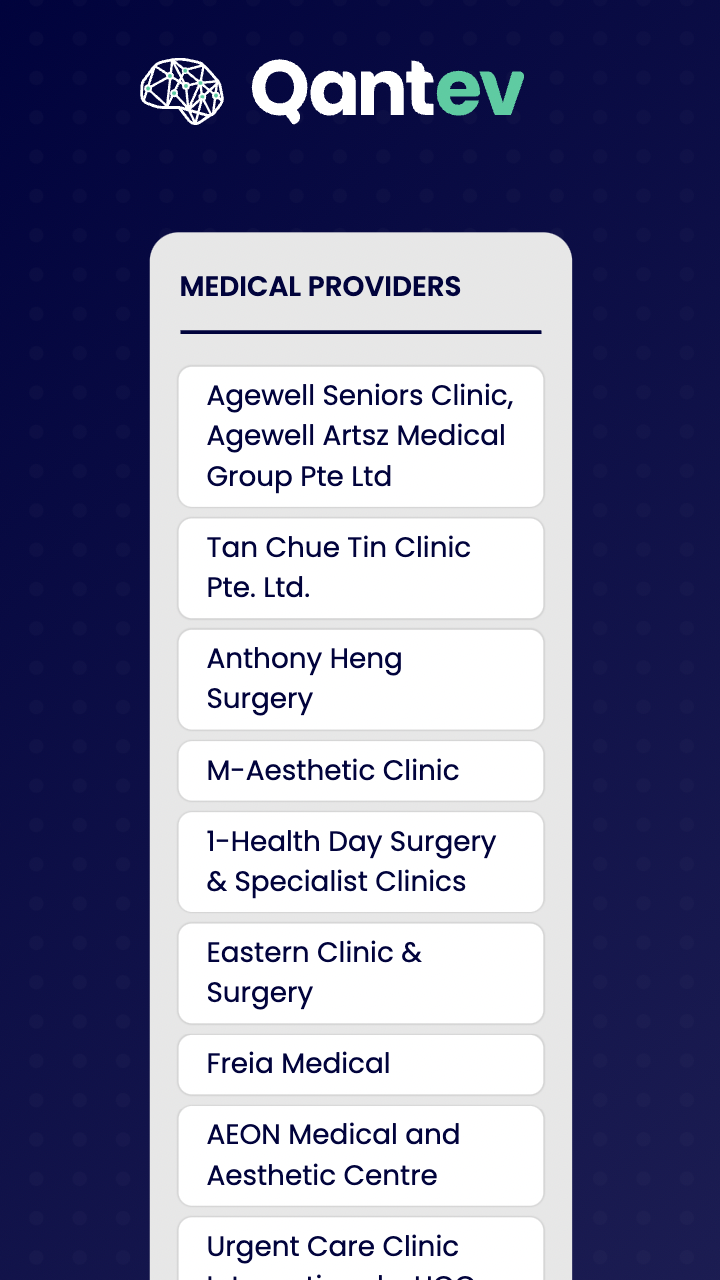 Qantev
MEDICAL PROVIDERS
Agewell Seniors Clinic,
Agewell Artsz Medical
Group Pte Ltd
Tan Chue Tin Clinic
Pte. Ltd.
Anthony Heng
Surgery
M-Aesthetic Clinic
1-Health Day Surgery
& Specialist Clinics
Eastern Clinic &
Surgery
Freia Medical
AEON Medical and
Aesthetic Centre
Urgent Care Clinic